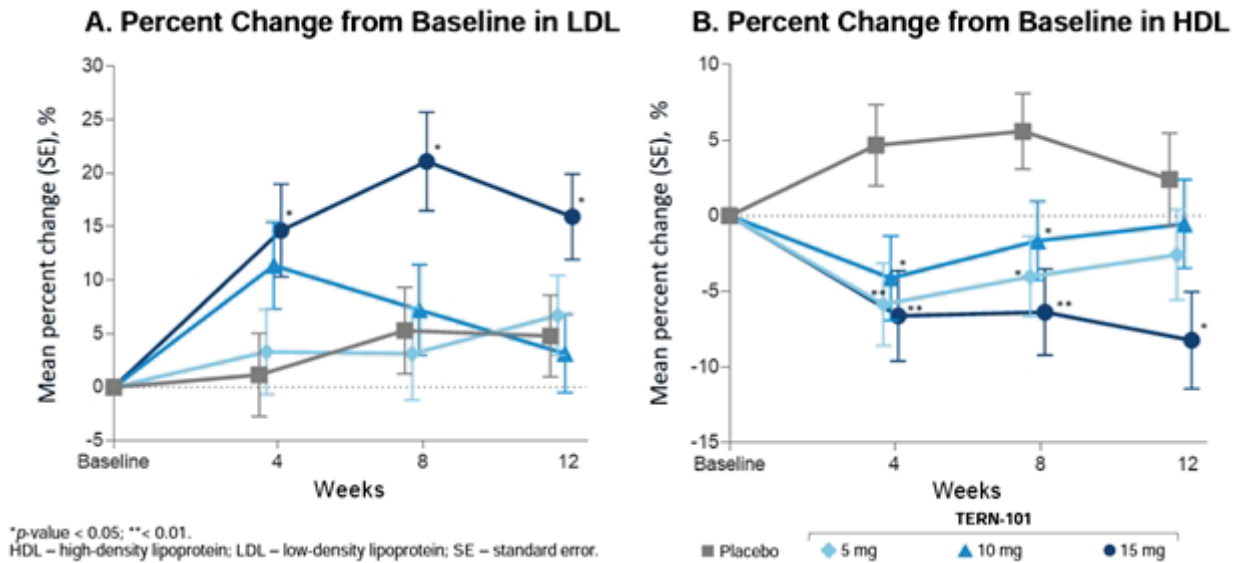 A. Percent Change from Baseline in LDL
30
25
20
15
10
5
0
-5
Mean percent change (SE), %
*
*
*
Baseline
4
8
12
Weeks
B. Percent Change from Baseline in HDL
10
5
0
-5
-10
-15
Mean percent change (SE), %
*
*
**
**
*
**
*
Baseline
4
8
12
Weeks
*p-value < 0.05; **< 0.01.
HDL – high-density lipoprotein; LDL – low-density lipoprotein; SE – standard error.
TERN-101
Placebo
5 mg
10 mg
15 mg